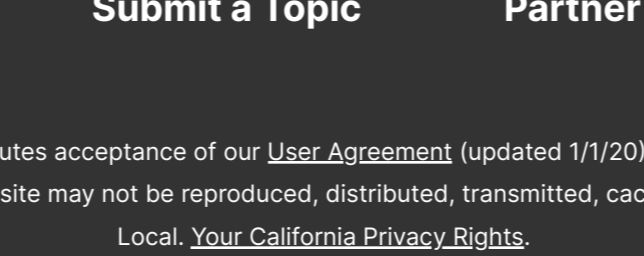 Submit a Topic Partner
utes acceptance of our User Agreement (updated 1/1/20)
site may not be reproduced, distributed, transmitted, cac
Local. Your California Privacy Rights.